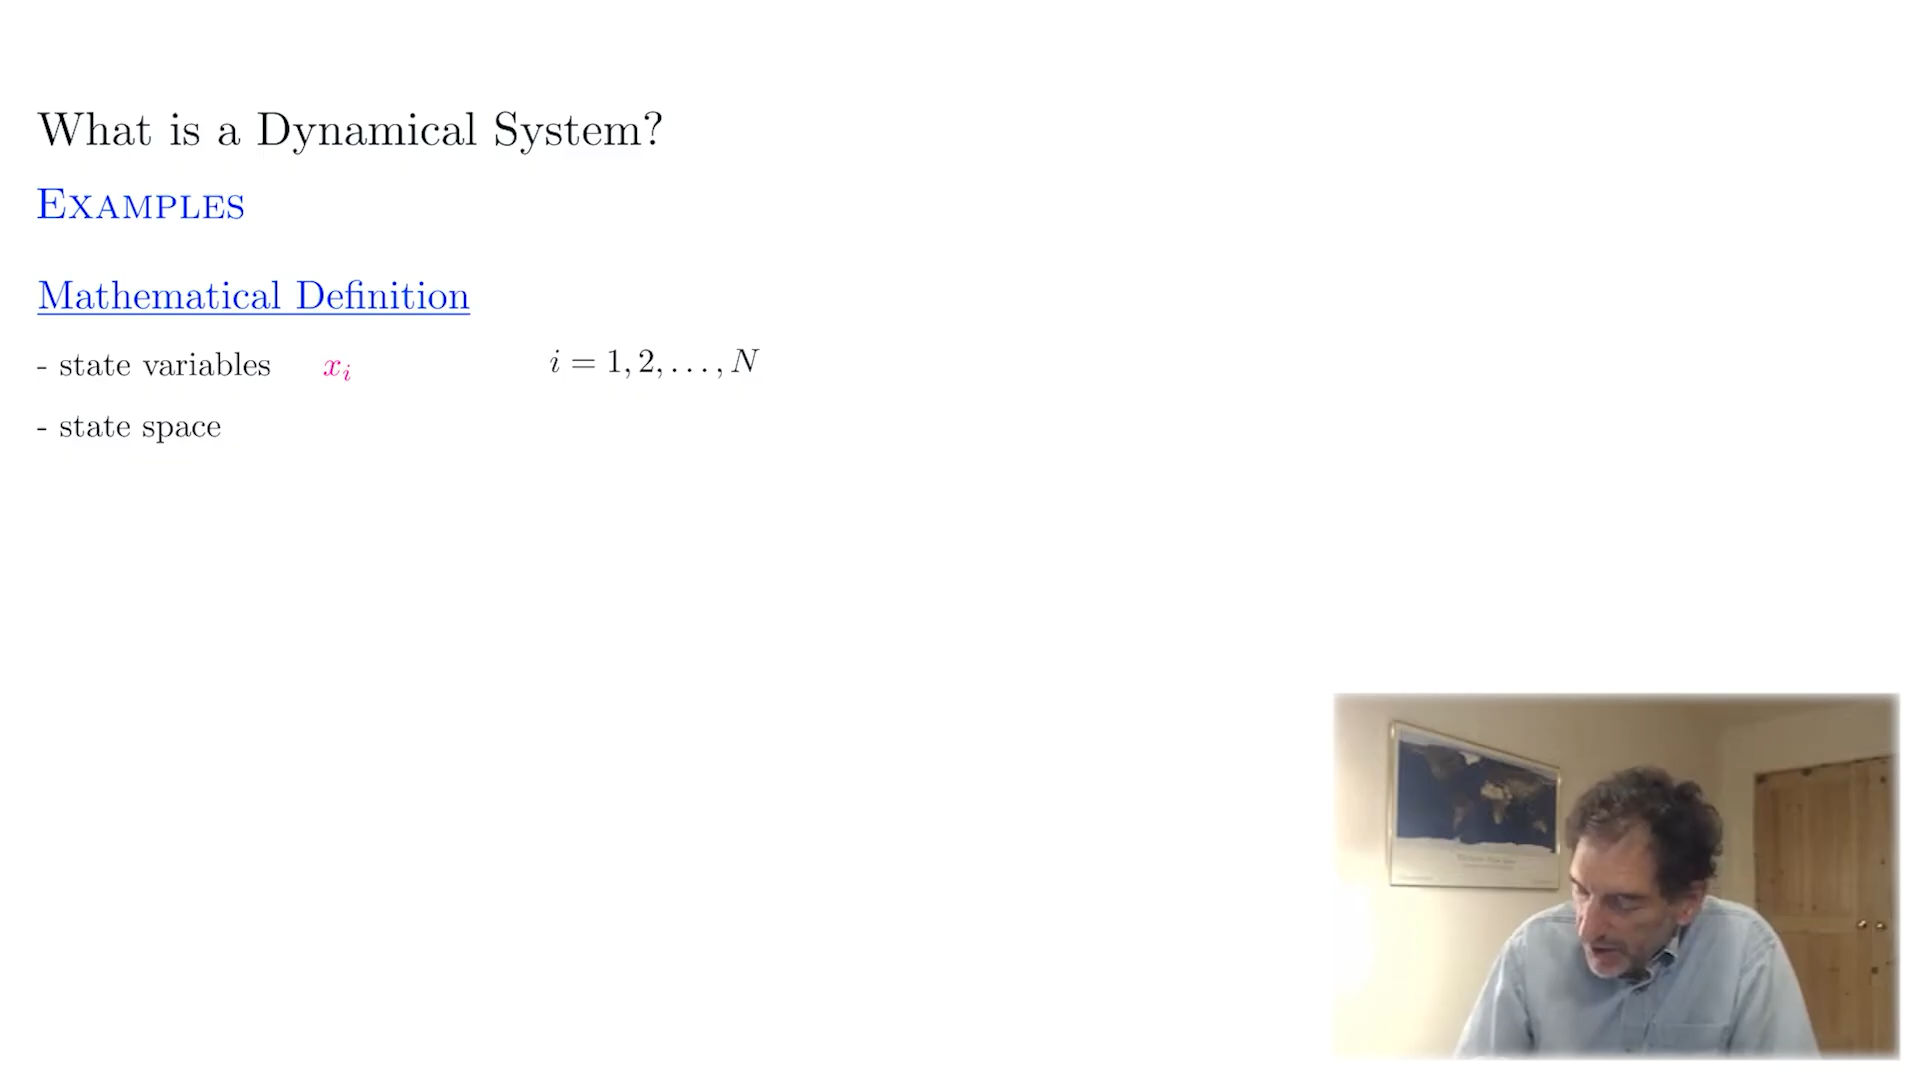 What is a Dynamical System?
EXAMPLES
Mathematical Definition
- state variables x_i i = 1, 2, . . . , N
- state space